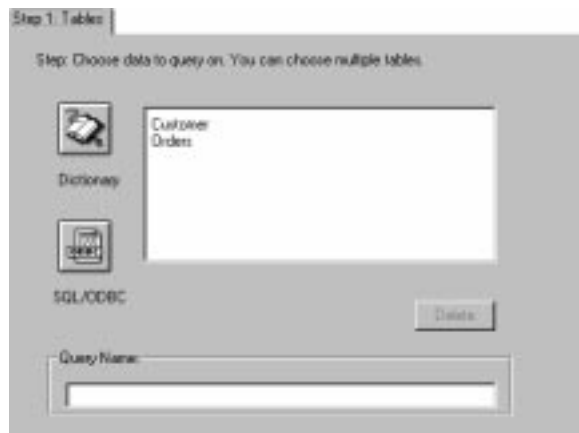 Step 1: Tables
Step: Choose data to query on. You can choose multiple tables.
Customer
Orders
Dictionary
SQL/ODBC
Delete
Query Name: